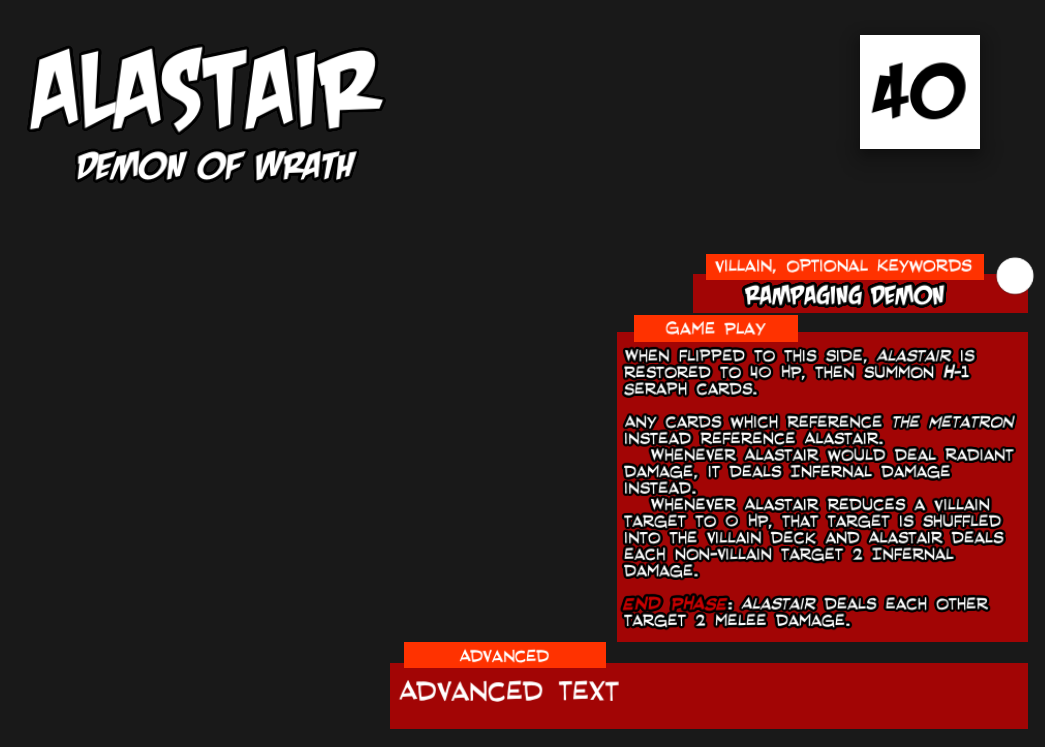 ALASTAIR
DEMON OF WRATH
40
VILLAIN, OPTIONAL KEYWORDS
RAMPAGING DEMON
GAME PLAY
WHEN FLIPPED TO THIS SIDE, ALASTAIR IS
RESTORED TO 40 HP, THEN SUMMON H-1
SERAPH CARDS.
ANY CARDS WHICH REFERENCE THE METATRON
INSTEAD REFERENCE ALASTAIR.
WHENEVER ALASTAIR WOULD DEAL RADIANT
DAMAGE, IT DEALS INFERNAL DAMAGE
INSTEAD.
WHENEVER ALASTAIR REDUCES A VILLAIN
TARGET TO 0 HP, THAT TARGET IS SHUFFLED
INTO THE VILLAIN DECK AND ALASTAIR DEALS
EACH NON-VILLAIN TARGET 2 INFERNAL
DAMAGE.
END PHASE: ALASTAIR DEALS EACH OTHER
TARGET 2 MELEE DAMAGE.
ADVANCED
ADVANCED TEXT